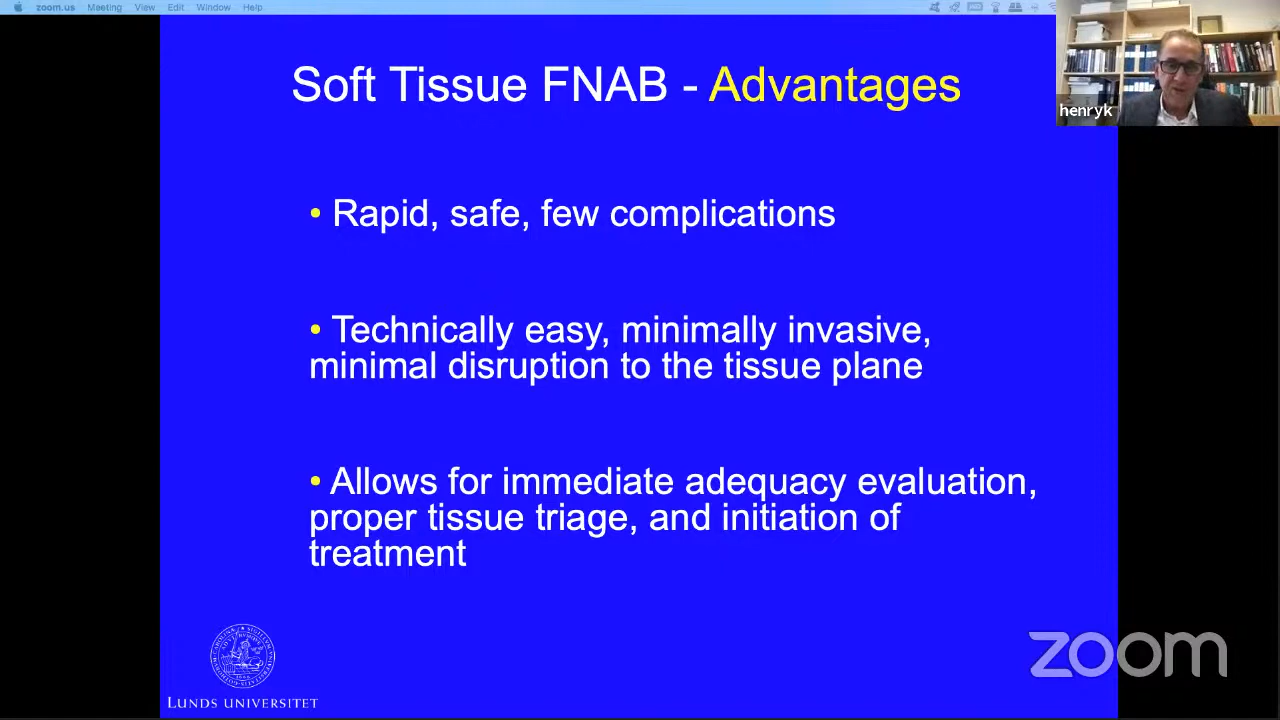 zoom.us Meeting View Edit Window Help
Soft Tissue FNAB - Advantages
henryk
• Rapid, safe, few complications
• Technically easy, minimally invasive,
minimal disruption to the tissue plane
• Allows for immediate adequacy evaluation,
proper tissue triage, and initiation of
treatment
LUNDS UNIVERSITET
zoom